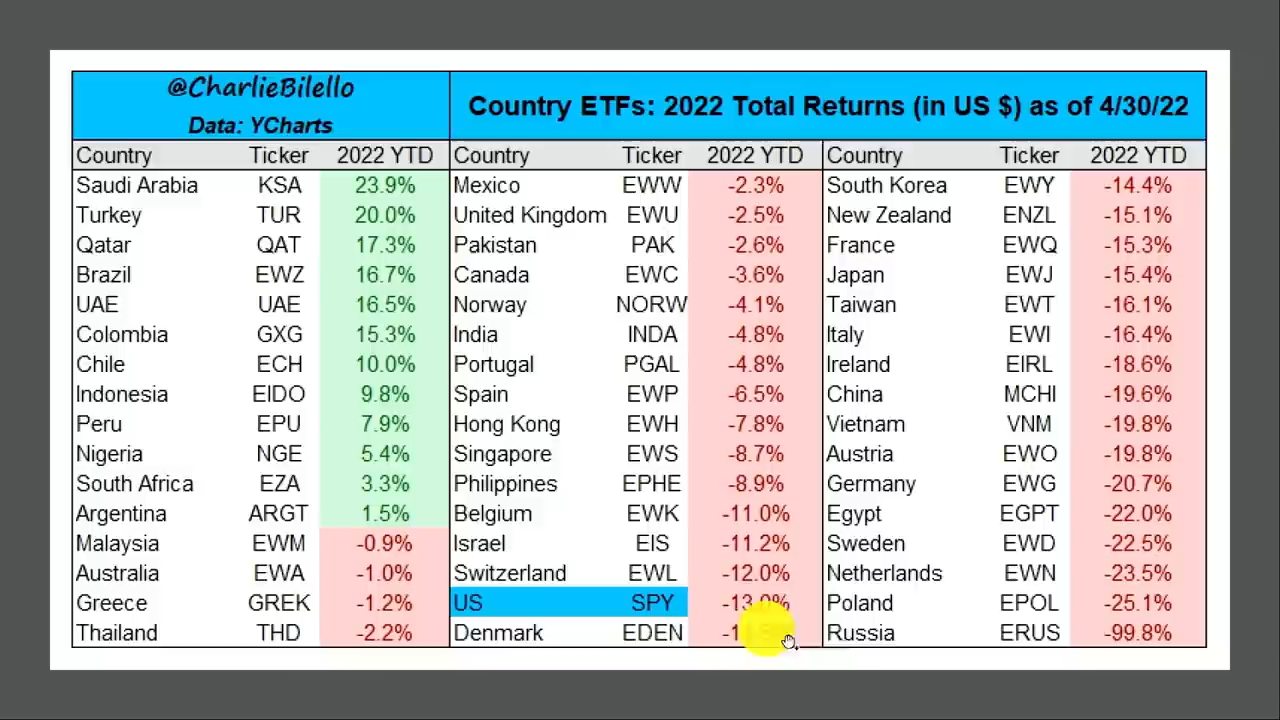 @CharlieBilello
Data: YCharts
Country ETFs: 2022 Total Returns (in US $) as of 4/30/22
Country Ticker 2022 YTD Country Ticker 2022 YTD Country Ticker 2022 YTD
Saudi Arabia KSA 23.9% Mexico EWW -2.3% South Korea EWY -14.4%
Turkey TUR 20.0% United Kingdom EWU -2.5% New Zealand ENZL -15.1%
Qatar QAT 17.3% Pakistan PAK -2.6% France EWQ -15.3%
Brazil EWZ 16.7% Canada EWC -3.6% Japan EWJ -15.4%
UAE UAE 16.5% Norway NORW -4.1% Taiwan EWT -16.1%
Colombia GXG 15.3% India INDA -4.8% Italy EWI -16.4%
Chile ECH 10.0% Portugal PGAL -4.8% Ireland EIRL -18.6%
Indonesia EIDO 9.8% Spain EWP -6.5% China MCHI -19.6%
Peru EPU 7.9% Hong Kong EWH -7.8% Vietnam VNM -19.8%
Nigeria NGE 5.4% Singapore EWS -8.7% Austria EWO -19.8%
South Africa EZA 3.3% Philippines EPHE -8.9% Germany EWG -20.7%
Argentina ARGT 1.5% Belgium EWK -11.0% Egypt EGPT -22.0%
Malaysia EWM -0.9% Israel EIS -11.2% Sweden EWD -22.5%
Australia EWA -1.0% Switzerland EWL -12.0% Netherlands EWN -23.5%
Greece GREK -1.2% US SPY -13.0% Poland EPOL -25.1%
Thailand THD -2.2% Denmark EDEN Russia ERUS -99.8%